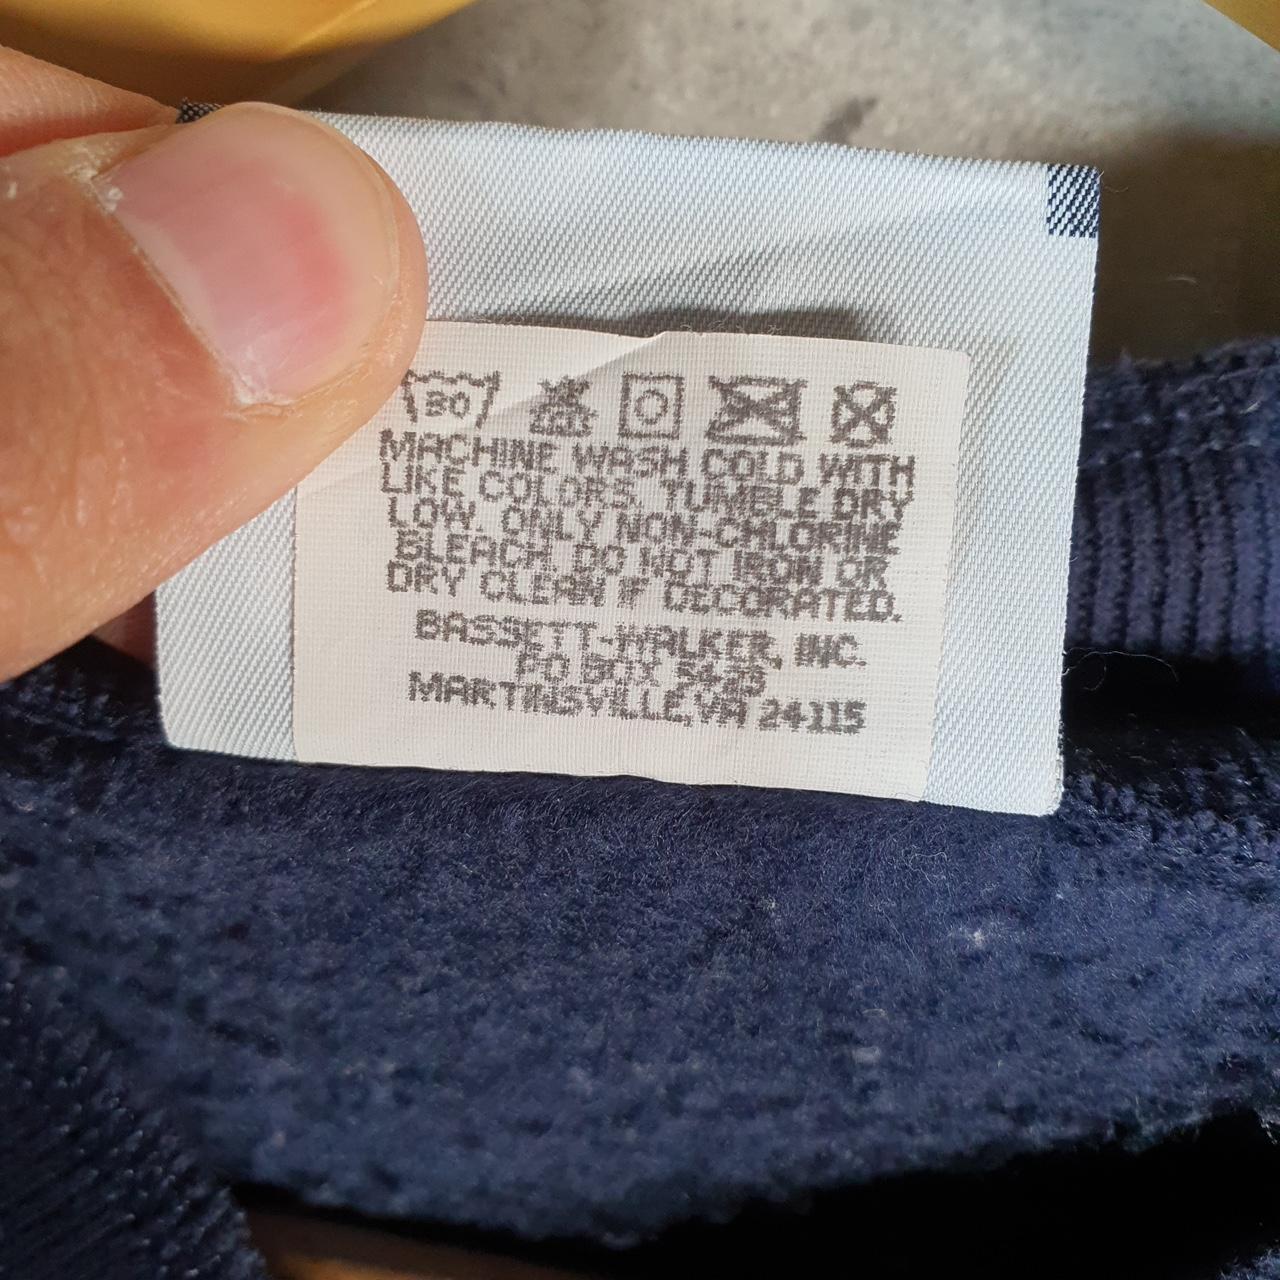 30
MACHINE WASH COLD WITH
LIKE COLORS. TUMBLE DRY
LOW. ONLY NON-CHLORINE
BLEACH. DO NOT IRON OR
DRY CLEAN IF DECORATED.
BASSETT-WALKER, INC.
PO BOX 5423
MARTINSVILLE,VA 24115